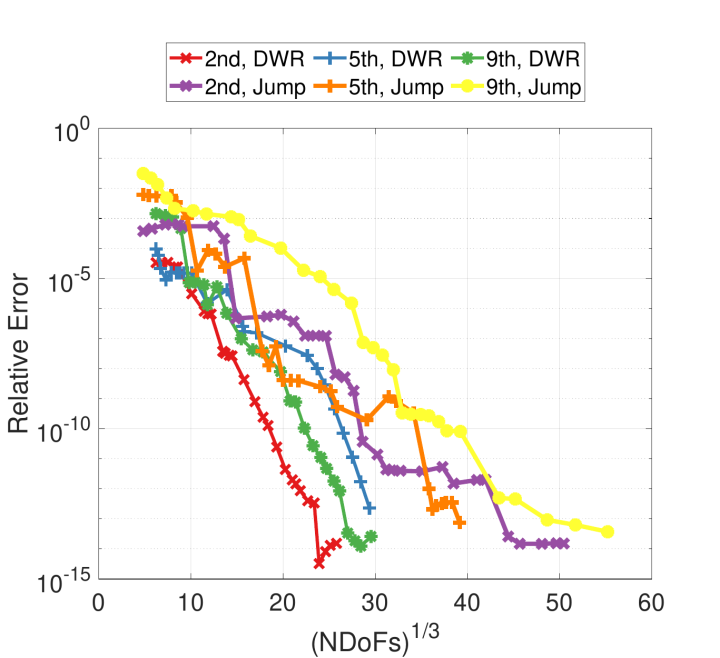 2nd, DWR 5th, DWR 9th, DWR
2nd, Jump 5th, Jump 9th, Jump
10^0
10^-5
10^-10
10^-15
Relative Error
0 10 20 30 40 50 60
(NDoFs)^1/3